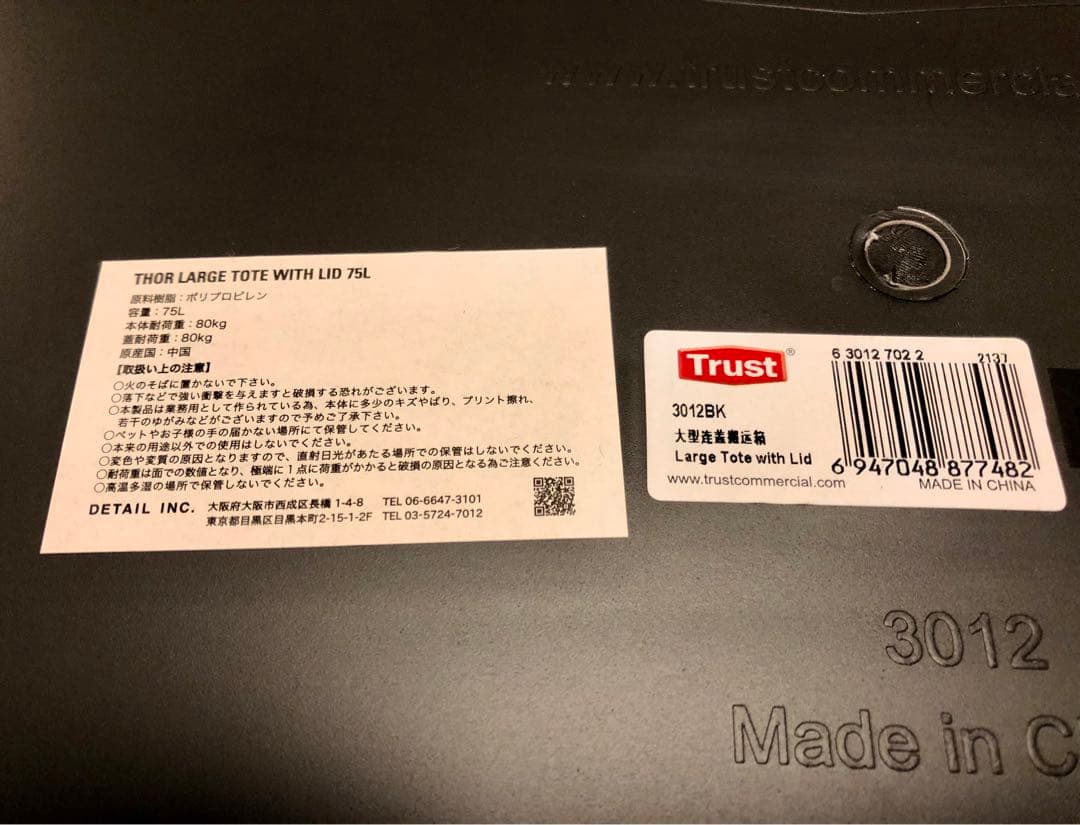 www.trustcommercia
THOR LARGE TOTE WITH LID 75L
原料樹脂：ポリプロピレン
容量：75L
本体耐荷重：80kg
蓋耐荷重：80kg
原産国：中国
【取扱い上の注意】
○火のそばに置かないで下さい。
○落下などで強い衝撃を与えますと破損する恐れがございます。
○本製品は業務用として作られている為、本体に多少のキズやばり、プリント擦れ、
若干のゆがみなどがございますので予めご了承下さい。
○ペットやお子様の手の届かない場所にて保管してください。
○本来の用途以外での使用はしないでください。
○変色や変質の原因となりますので、直射日光があたる場所での保管はしないでください。
○耐荷重は面での数値となり、極端に1点に荷重がかかると破損の原因となる為ご注意ください。
○高温多湿の場所で保管しないでください。
DETAIL INC. 大阪府大阪市西成区長橋 1-4-8 TEL 06-6647-3101
東京都目黒区目黒本町2-15-1-2F TEL 03-5724-7012
Trust®
6 3012 702 2 2137
3012BK
大型连盖搬运箱
Large Tote with Lid
6 947048 877482
www.trustcommercial.com MADE IN CHINA
3012
Made in C